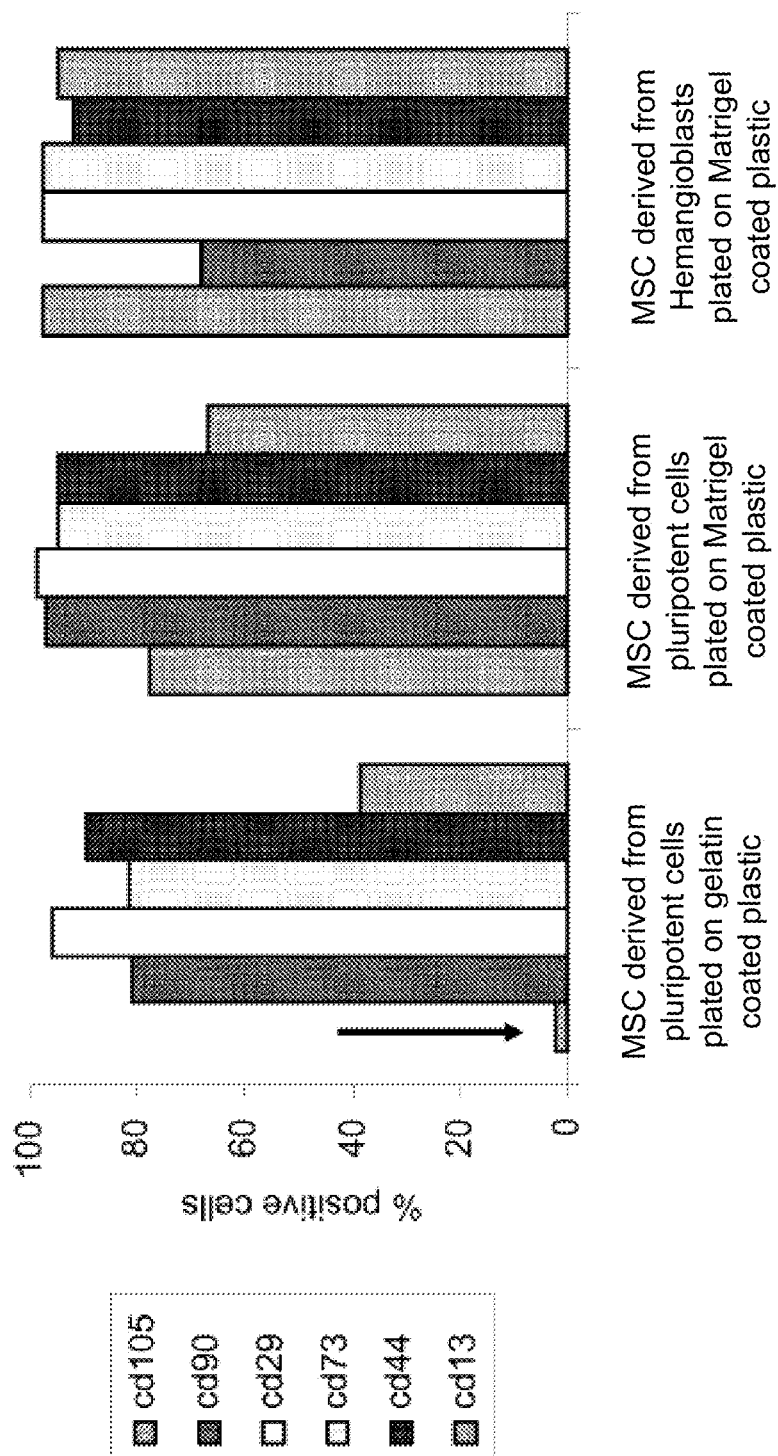 cd105
cd90
cd29
cd73
cd44
cd13
% positive cells
100
80
60
40
20
0
MSC derived from
pluripotent cells
plated on gelatin
coated plastic
MSC derived from
pluripotent cells
plated on Matrigel
coated plastic
MSC derived from
Hemangioblasts
plated on Matrigel
coated plastic